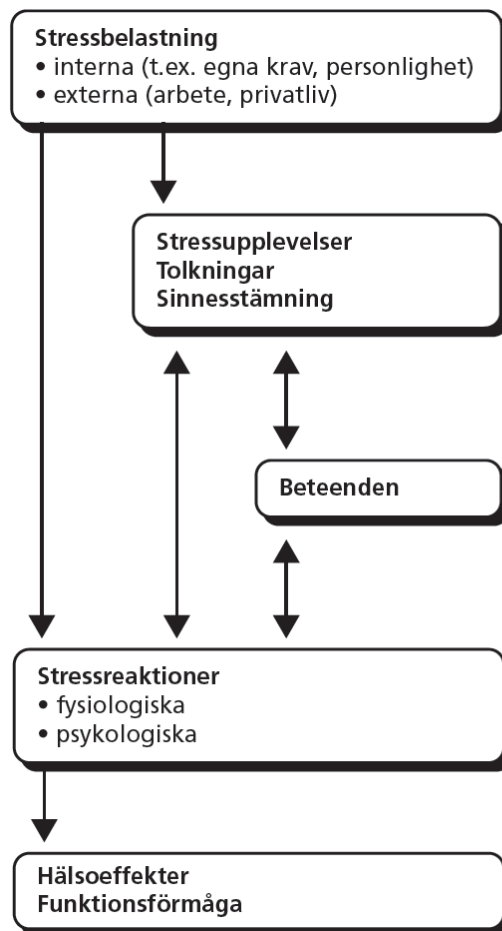 Stressbelastning
• interna (t.ex. egna krav, personlighet)
• externa (arbete, privatliv)
Stressupplevelser
Tolkningar
Sinnesstämning
Beteenden
Stressreaktioner
• fysiologiska
• psykologiska
Hälsoeffekter
Funktionsförmåga